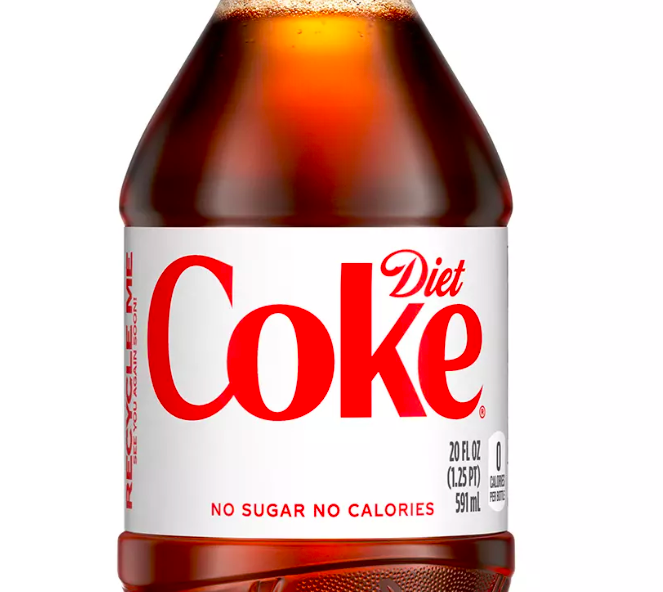 Diet
Coke®
20 FL OZ
(1.25 PT)
591 mL
0
CALORIES
PER BOTTLE
NO SUGAR NO CALORIES
RECYCLE ME
SEE YOU AGAIN SOON!